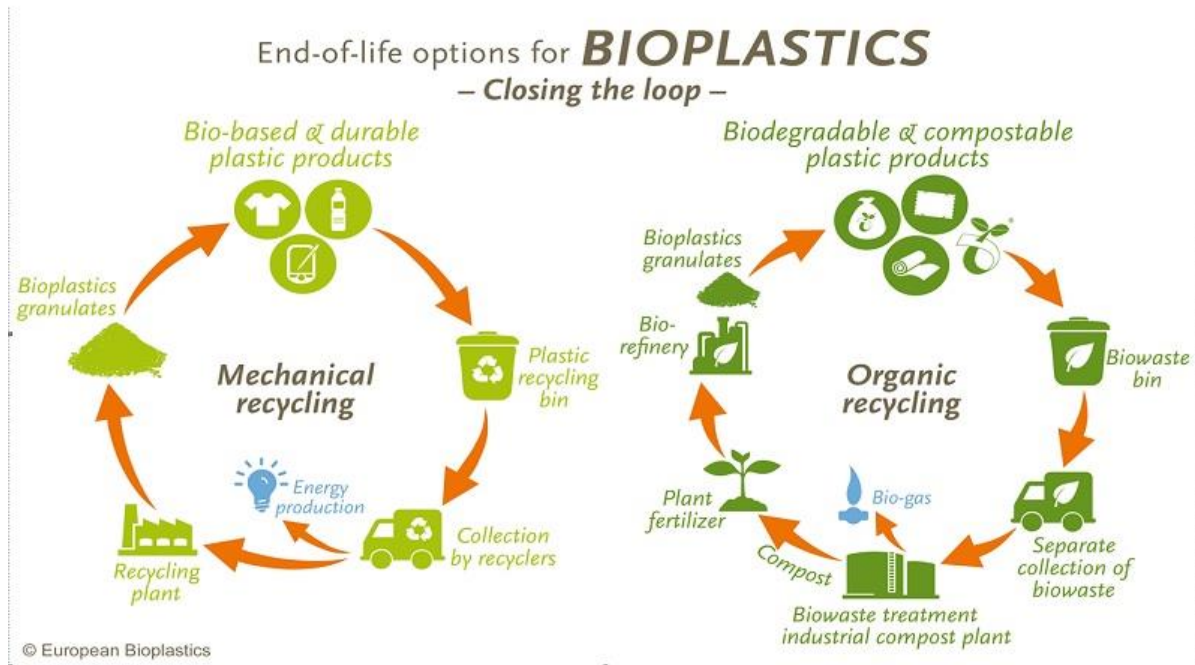 End-of-life options for BIOPLASTICS
– Closing the loop –
Bio-based & durable
plastic products
Bioplastics
granulates
Mechanical
recycling
Plastic
recycling
bin
Energy
production
Collection
by recyclers
Recycling
plant
Biodegradable & compostable
plastic products
Bioplastics
granulates
Bio-
refinery
Organic
recycling
Biowaste
bin
Plant
fertilizer
Bio-gas
Compost
Separate
collection of
biowaste
Biowaste treatment
industrial compost plant
© European Bioplastics